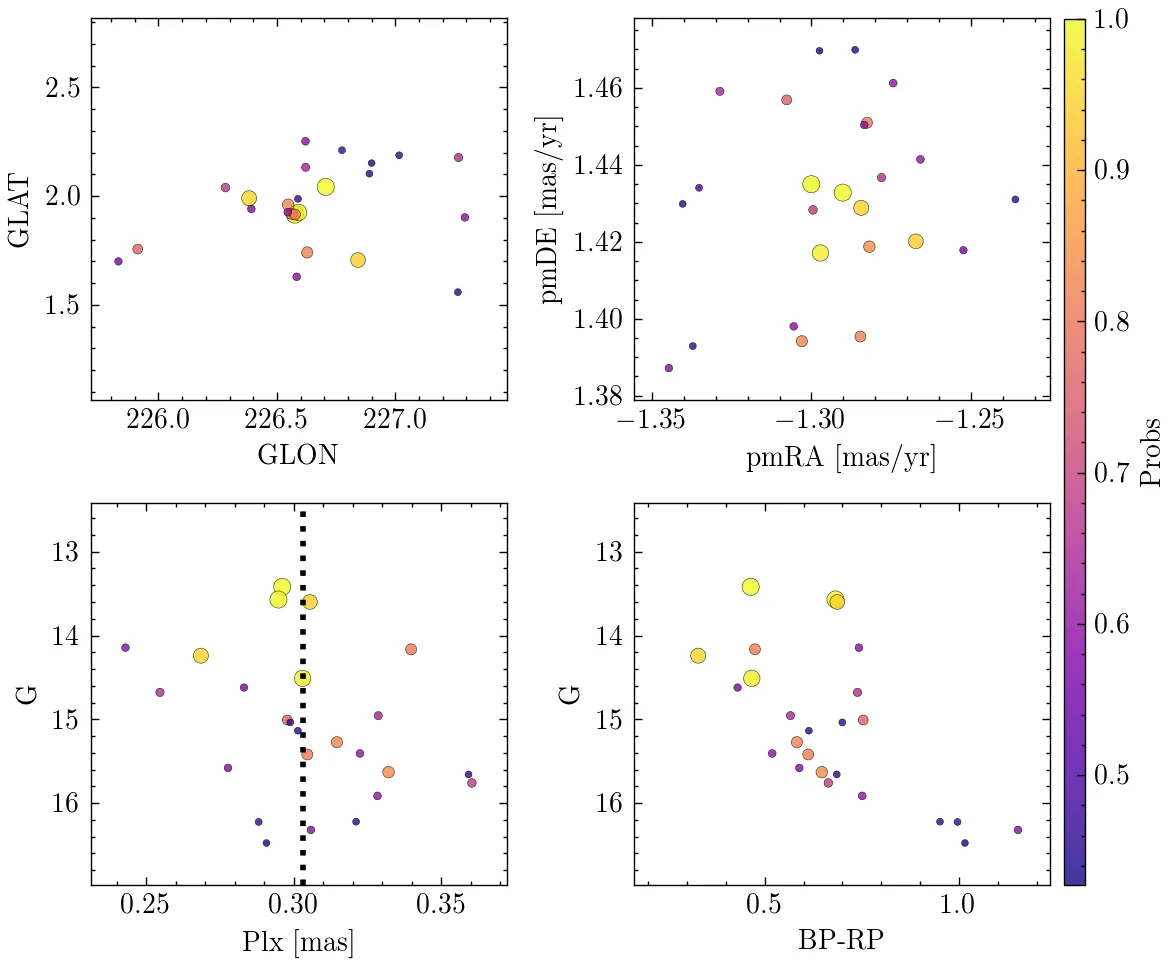 2.5
2.0
1.5
GLAT
226.0 226.5 227.0
GLON
1.46
1.44
1.42
1.40
1.38
pmDE [mas/yr]
−1.35 −1.30 −1.25
pmRA [mas/yr]
13
14
15
16
G
0.25 0.30 0.35
Plx [mas]
13
14
15
16
G
0.5 1.0
BP-RP
1.0
0.9
0.8
0.7
0.6
0.5
Probs